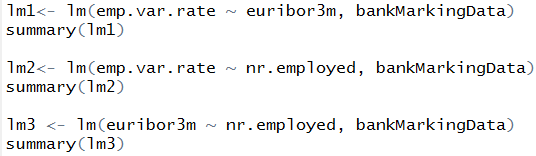 lm1<- lm(emp.var.rate ~ euribor3m, bankMarkingData)
summary(lm1)
lm2<- lm(emp.var.rate ~ nr.employed, bankMarkingData)
summary(lm2)
lm3 <- lm(euribor3m ~ nr.employed, bankMarkingData)
summary(lm3)